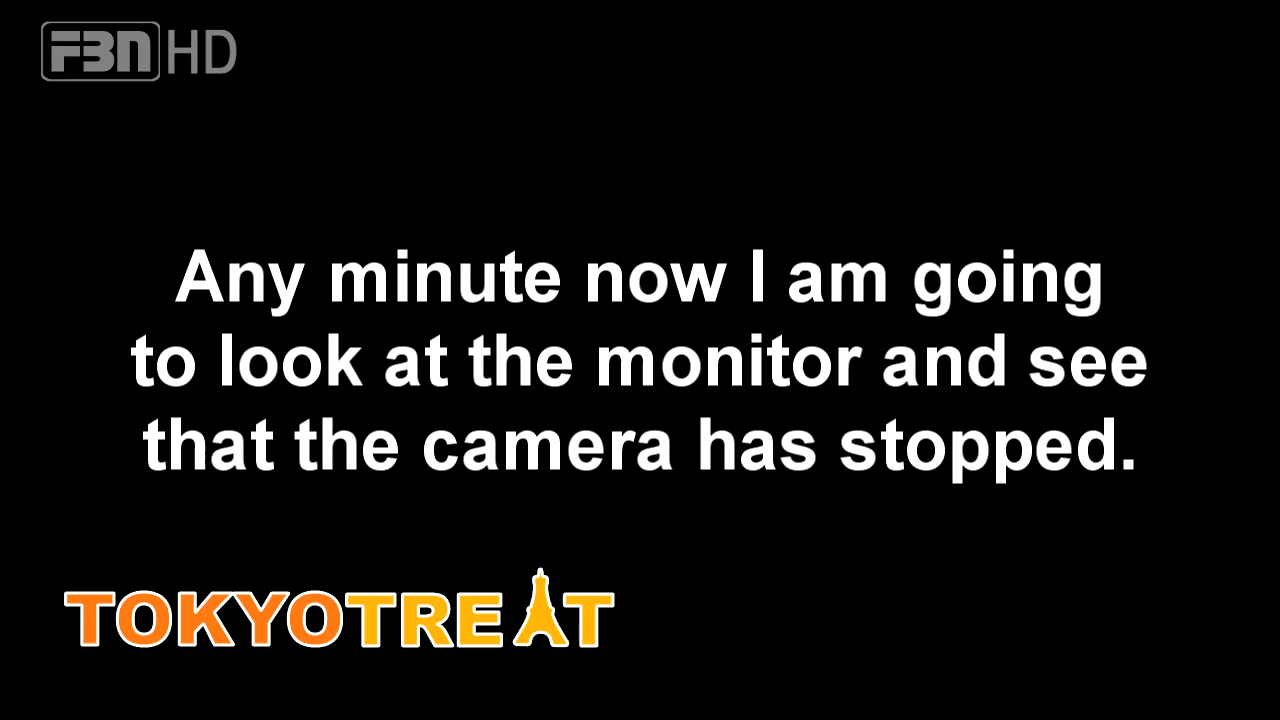 FBN HD
Any minute now I am going
to look at the monitor and see
that the camera has stopped.
TOKYOTREAT